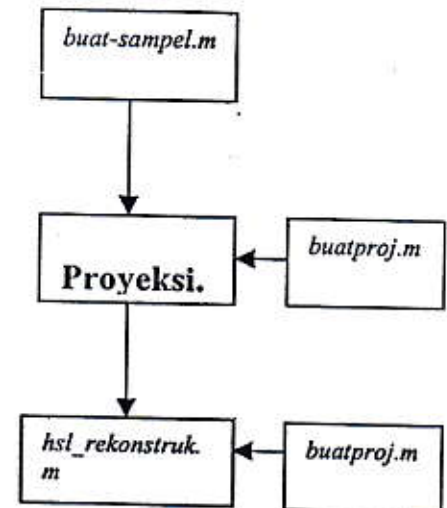 buat-sampel.m
Proyeksi.
buatproj.m
hsl_rekonstruk.
m
buatproj.m